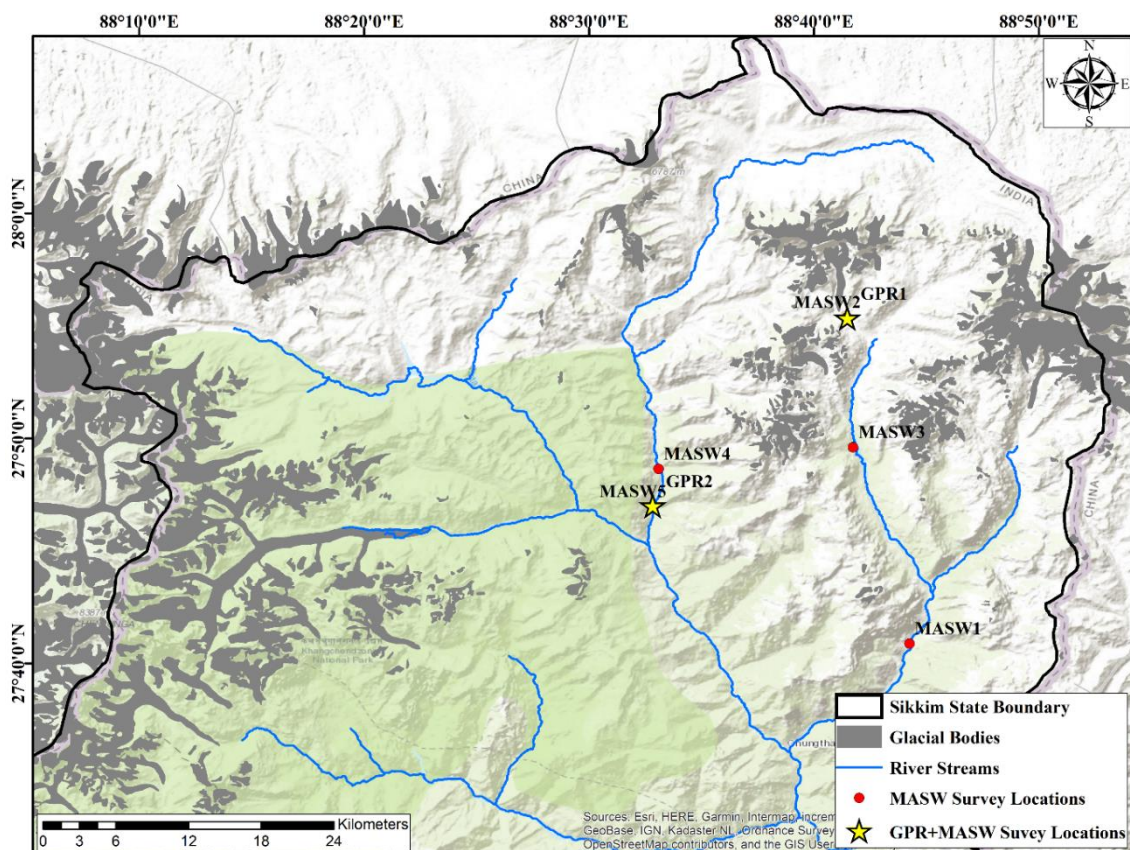 88°10'0"E 88°20'0"E 88°30'0"E 88°40'0"E 88°50'0"E
N
W E
S
28°0'0"N
27°50'0"N
27°40'0"N
CHINA
INDIA
CHINA
MASW2 GPR1
MASW3
MASW4
MASW5 GPR2
MASW1
Khangchendzonga
National Park
Chungtha
Sikkim State Boundary
Glacial Bodies
River Streams
MASW Survey Locations
GPR+MASW Suvey Locations
Kilometers
0 3 6 12 18 24
Sources: Esri, HERE, Garmin, Intermap, increm
GeoBase, IGN, Kadaster NL, Ordnance Survey
OpenStreetMap contributors, and the GIS User